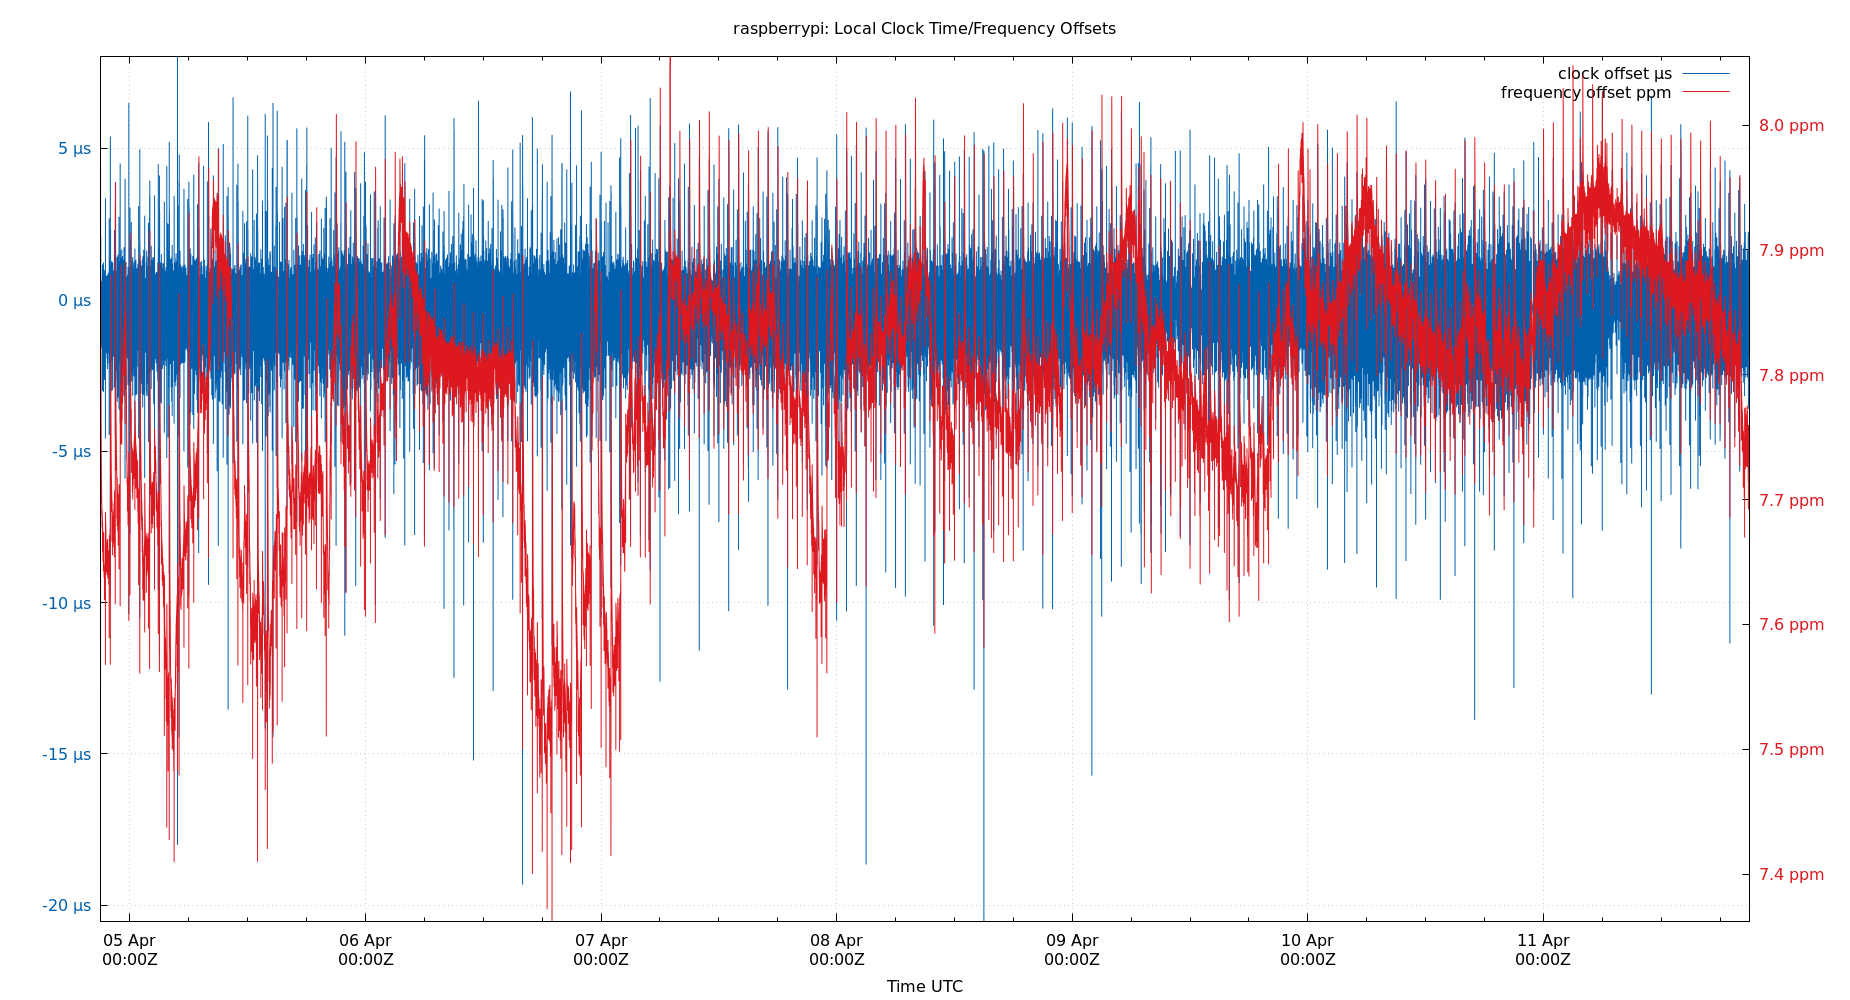 raspberrypi: Local Clock Time/Frequency Offsets
clock offset µs
frequency offset ppm
5 µs
0 µs
-5 µs
-10 µs
-15 µs
-20 µs
8.0 ppm
7.9 ppm
7.8 ppm
7.7 ppm
7.6 ppm
7.5 ppm
7.4 ppm
05 Apr 06 Apr 07 Apr 08 Apr 09 Apr 10 Apr 11 Apr
00:00Z 00:00Z 00:00Z 00:00Z 00:00Z 00:00Z 00:00Z
Time UTC